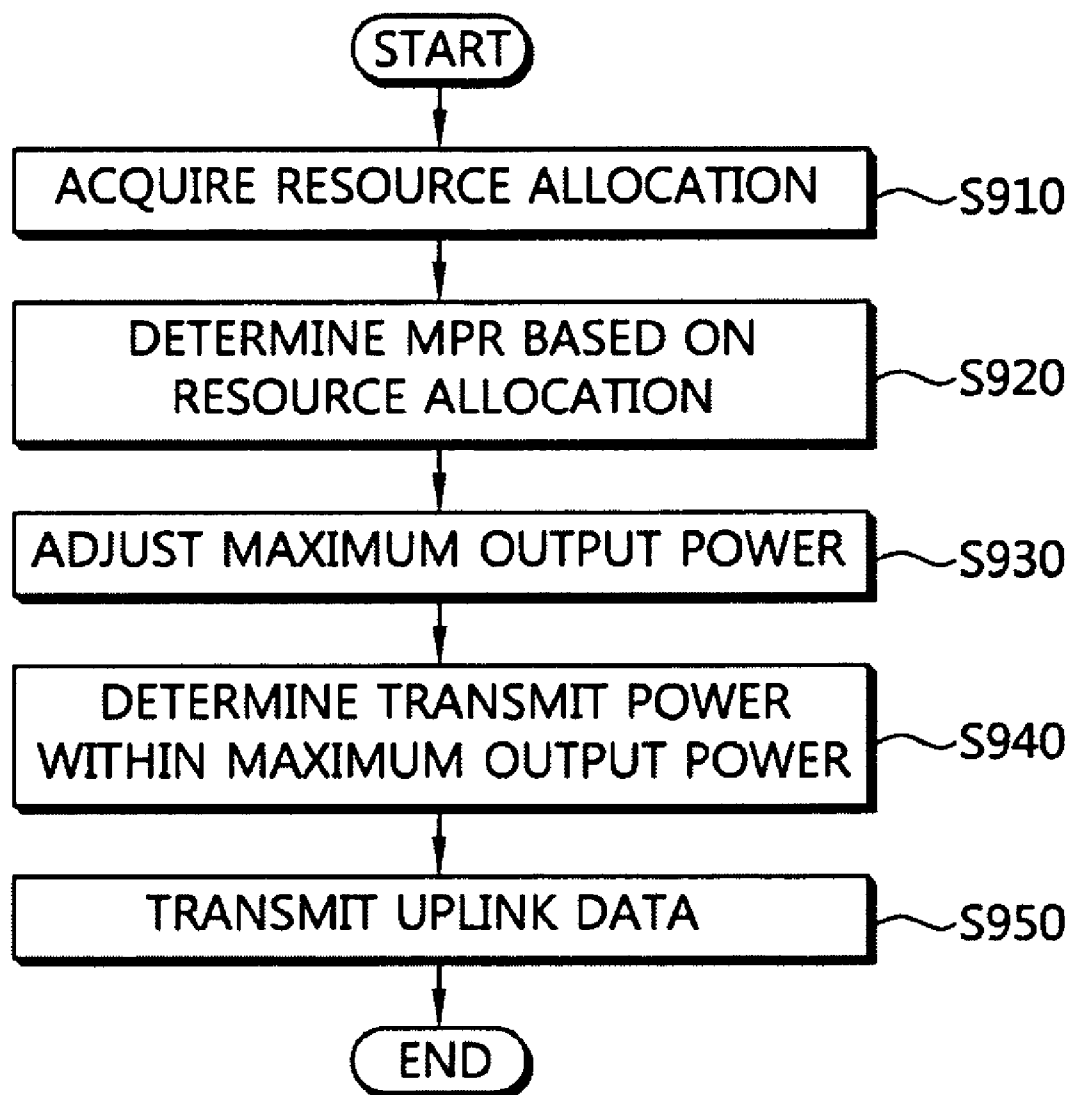 START
ACQUIRE RESOURCE ALLOCATION
S910
DETERMINE MPR BASED ON
RESOURCE ALLOCATION
S920
ADJUST MAXIMUM OUTPUT POWER
S930
DETERMINE TRANSMIT POWER
WITHIN MAXIMUM OUTPUT POWER
S940
TRANSMIT UPLINK DATA
S950
END